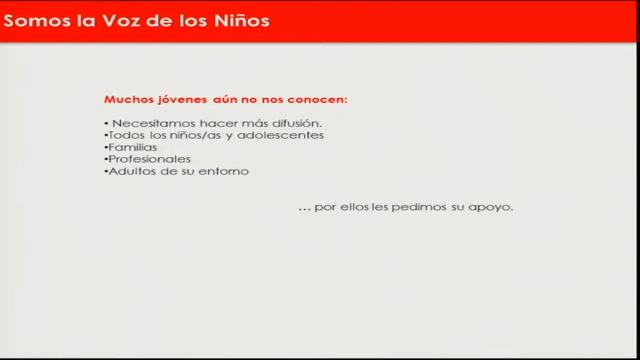 Somos la Voz de los Niños
Muchos jóvenes aún no nos conocen:
• Necesitamos hacer más difusión.
•Todos los niños/as y adolescentes
•Familias
•Profesionales
•Adultos de su entorno
... por ellos les pedimos su apoyo.